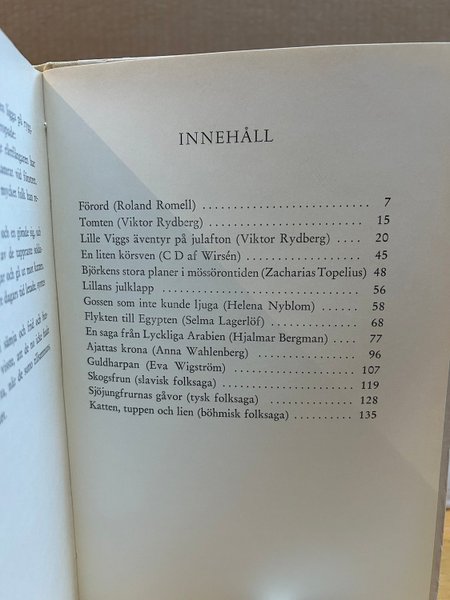 INNEHÅLL
Förord (Roland Romell) . . . . . . . . . . . . . . . . . . . . . . . . 7
Tomten (Viktor Rydberg) . . . . . . . . . . . . . . . . . . . . . . . 15
Lille Viggs äventyr på julafton (Viktor Rydberg) . . . . 20
En liten körsven (C D af Wirsén) . . . . . . . . . . . . . . . . 45
Björkens stora planer i mössörontiden (Zacharias Topelius) 48
Lillans julklapp . . . . . . . . . . . . . . . . . . . . . . . . . . . . 56
Gossen som inte kunde ljuga (Helena Nyblom) . . . . . 58
Flykten till Egypten (Selma Lagerlöf) . . . . . . . . . . . . 68
En saga från Lyckliga Arabien (Hjalmar Bergman) . . . . 77
Ajattas krona (Anna Wahlenberg) . . . . . . . . . . . . . . . 96
Guldharpan (Eva Wigström) . . . . . . . . . . . . . . . . . . 107
Skogsfrun (slavisk folksaga) . . . . . . . . . . . . . . . . . . 119
Sjöjungfrurnas gåvor (tysk folksaga) . . . . . . . . . . . . 128
Katten, tuppen och lien (böhmisk folksaga) . . . . . . . . 135